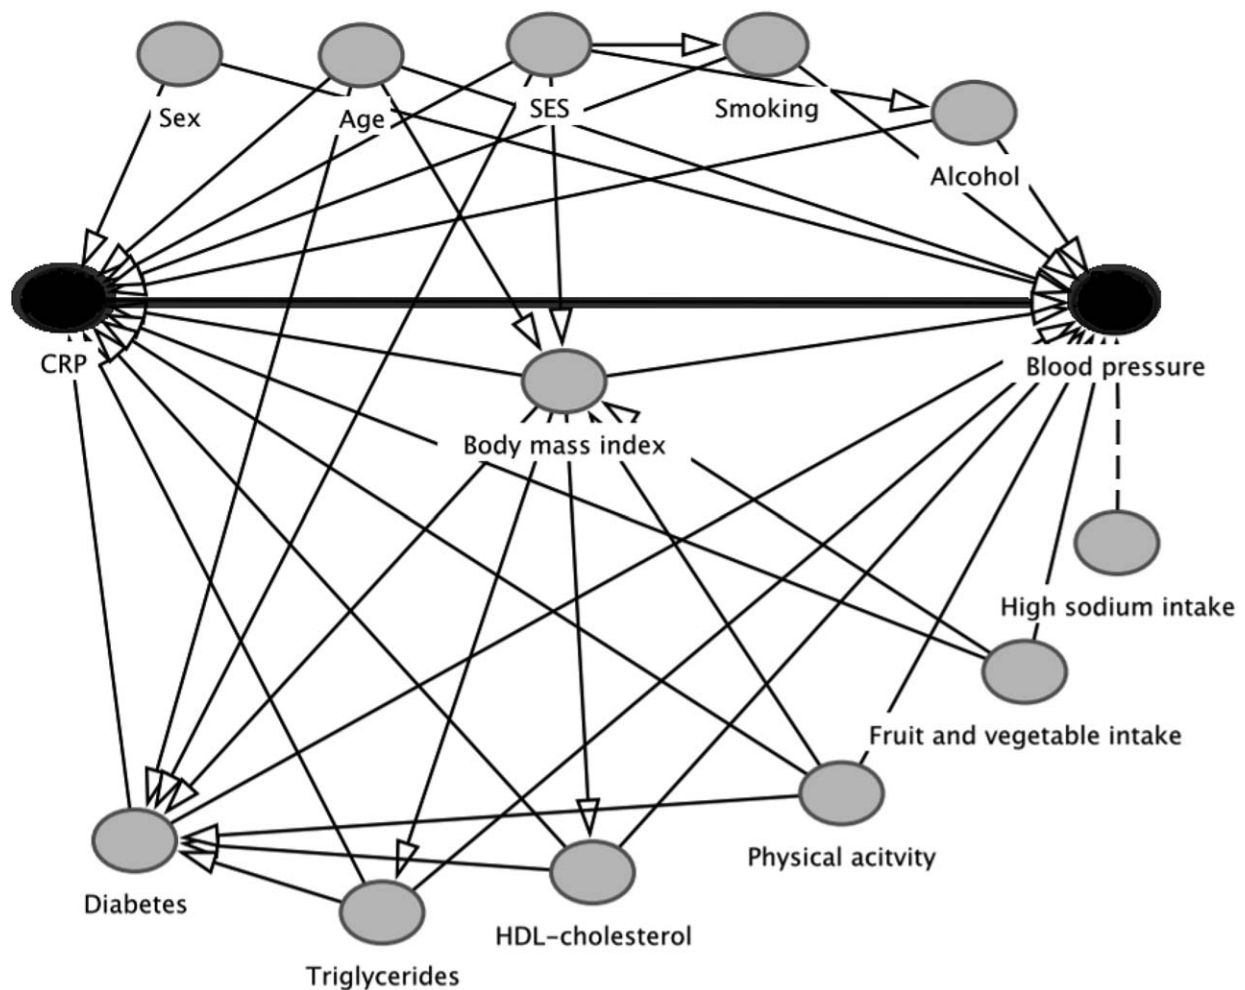 Sex
Age
SES
Smoking
Alcohol
CRP
Blood pressure
Body mass index
High sodium intake
Fruit and vegetable intake
Physical acitvity
Diabetes
HDL-cholesterol
Triglycerides